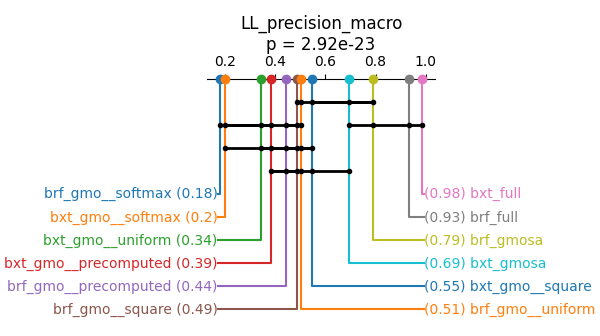 LL_precision_macro
p = 2.92e-23
0.2 0.4 0.6 0.8 1.0
brf_gmo__softmax (0.18) (0.98) bxt_full
bxt_gmo__softmax (0.2) (0.93) brf_full
bxt_gmo__uniform (0.34) (0.79) brf_gmosa
bxt_gmo__precomputed (0.39) (0.69) bxt_gmosa
brf_gmo__precomputed (0.44) (0.55) bxt_gmo__square
brf_gmo__square (0.49) (0.51) brf_gmo__uniform